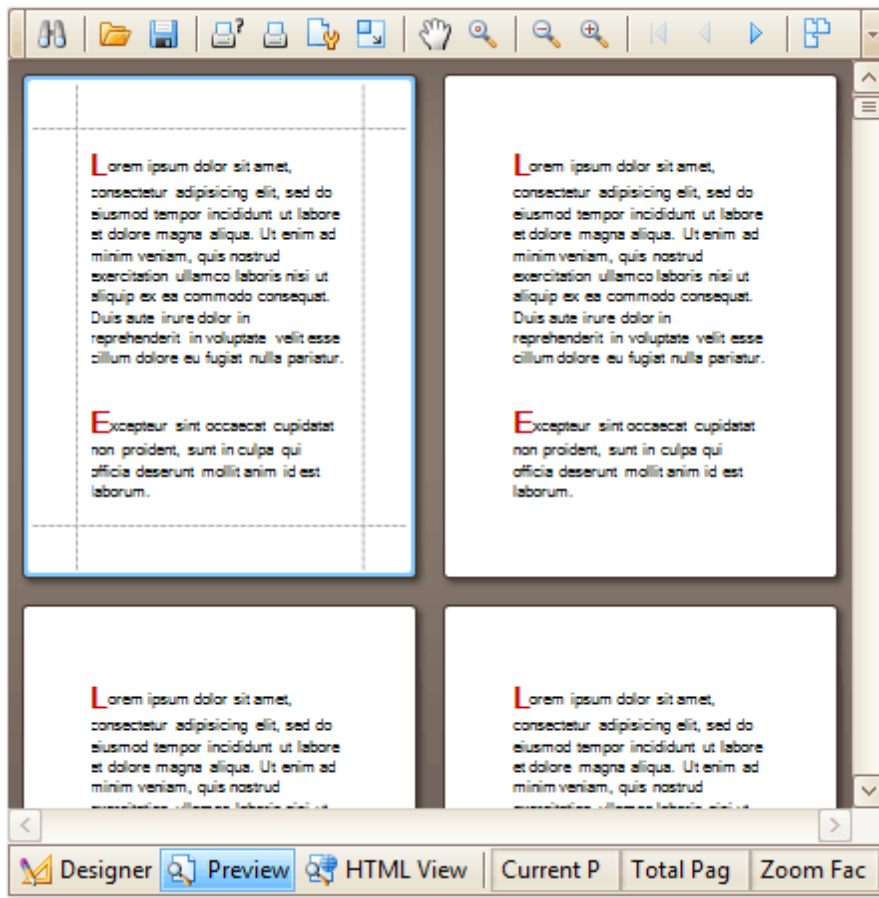 Lorem ipsum dolor sit amet,
consectetur adipisicing elit, sed do
eiusmod tempor incididunt ut labore
et dolore magna aliqua. Ut enim ad
minim veniam, quis nostrud
exercitation ullamco laboris nisi ut
aliquip ex ea commodo consequat.
Duis aute irure dolor in
reprehenderit in voluptate velit esse
cillum dolore eu fugiat nulla pariatur.
Excepteur sint occaecat cupidatat
non proident, sunt in culpa qui
officia deserunt mollit anim id est
laborum.
Lorem ipsum dolor sit amet,
consectetur adipisicing elit, sed do
eiusmod tempor incididunt ut labore
et dolore magna aliqua. Ut enim ad
minim veniam, quis nostrud
exercitation ullamco laboris nisi ut
aliquip ex ea commodo consequat.
Duis aute irure dolor in
reprehenderit in voluptate velit esse
cillum dolore eu fugiat nulla pariatur.
Excepteur sint occaecat cupidatat
non proident, sunt in culpa qui
officia deserunt mollit anim id est
laborum.
Lorem ipsum dolor sit amet,
consectetur adipisicing elit, sed do
eiusmod tempor incididunt ut labore
et dolore magna aliqua. Ut enim ad
minim veniam, quis nostrud
Lorem ipsum dolor sit amet,
consectetur adipisicing elit, sed do
eiusmod tempor incididunt ut labore
et dolore magna aliqua. Ut enim ad
minim veniam, quis nostrud
Designer Preview HTML View Current P Total Pag Zoom Fac